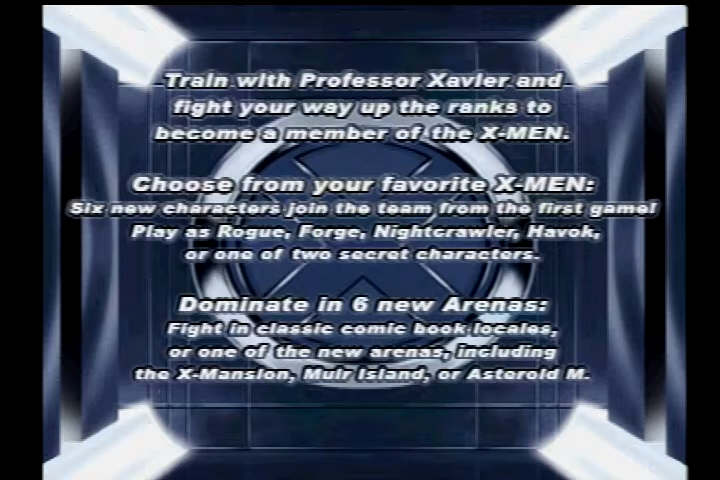 Train with Professor Xavier and
fight your way up the ranks to
become a member of the X-MEN.
Choose from your favorite X-MEN:
Six new characters join the team from the first game!
Play as Rogue, Forge, Nightcrawler, Havok,
or one of two secret characters.
Dominate in 6 new Arenas:
Fight in classic comic book locales,
or one of the new arenas, including
the X-Mansion, Muir Island, or Asteroid M.